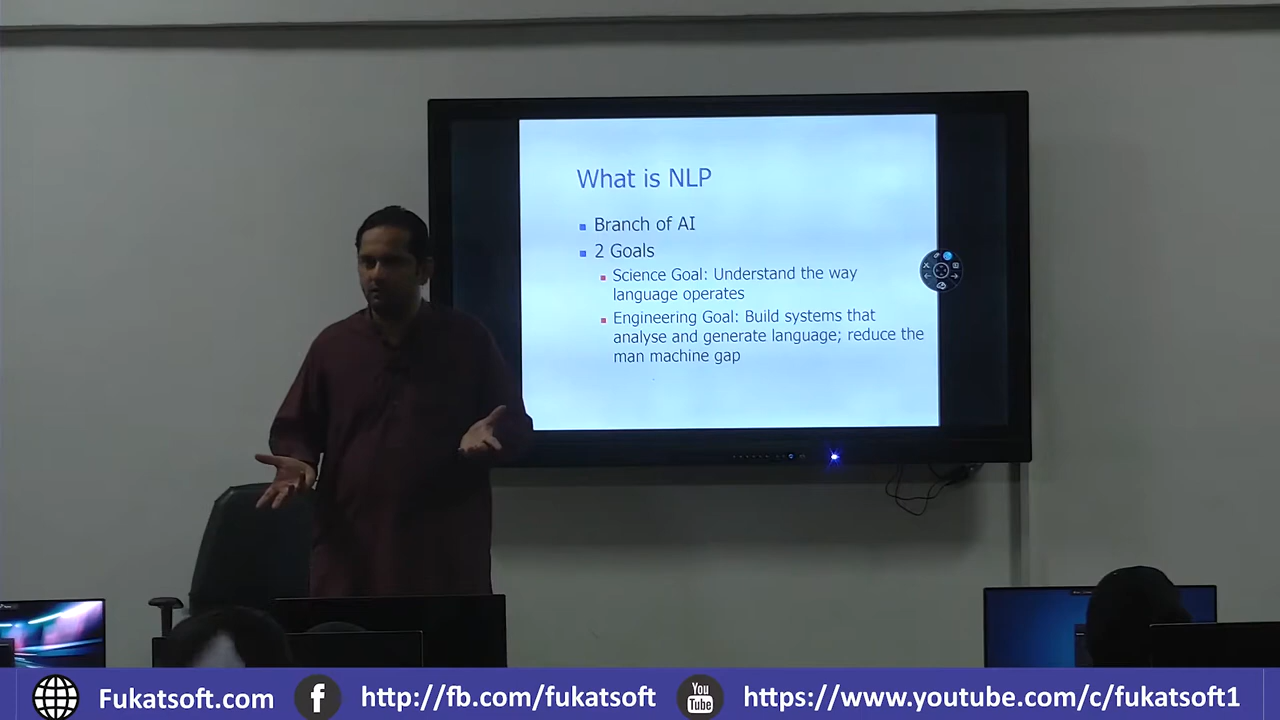 What is NLP
Branch of AI
2 Goals
Science Goal: Understand the way
language operates
Engineering Goal: Build systems that
analyse and generate language; reduce the
man machine gap
Fukatsoft.com
http://fb.com/fukatsoft
You
Tube
https://www.youtube.com/c/fukatsoft1